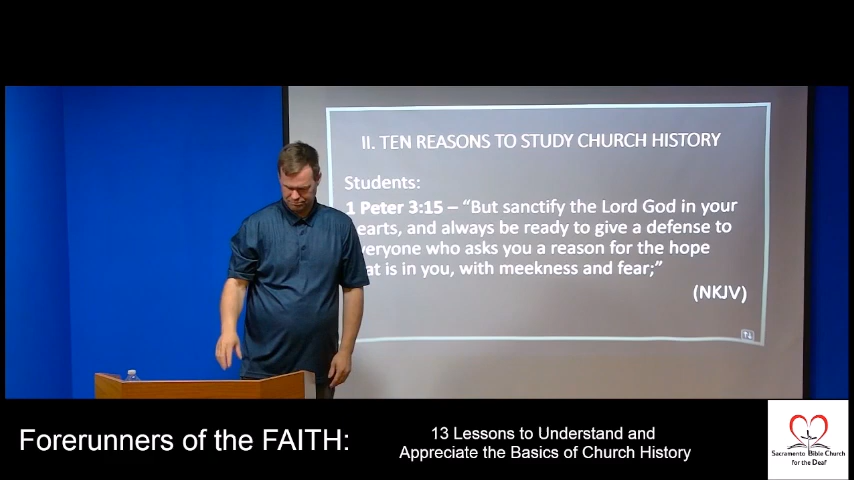 II. TEN REASONS TO STUDY CHURCH HISTORY
Students:
1 Peter 3:15 – “But sanctify the Lord God in your
earts, and always be ready to give a defense to
veryone who asks you a reason for the hope
at is in you, with meekness and fear;”
(NKJV)
Forerunners of the FAITH:
13 Lessons to Understand and
Appreciate the Basics of Church History
Sacramento Bible Church
for the Deaf